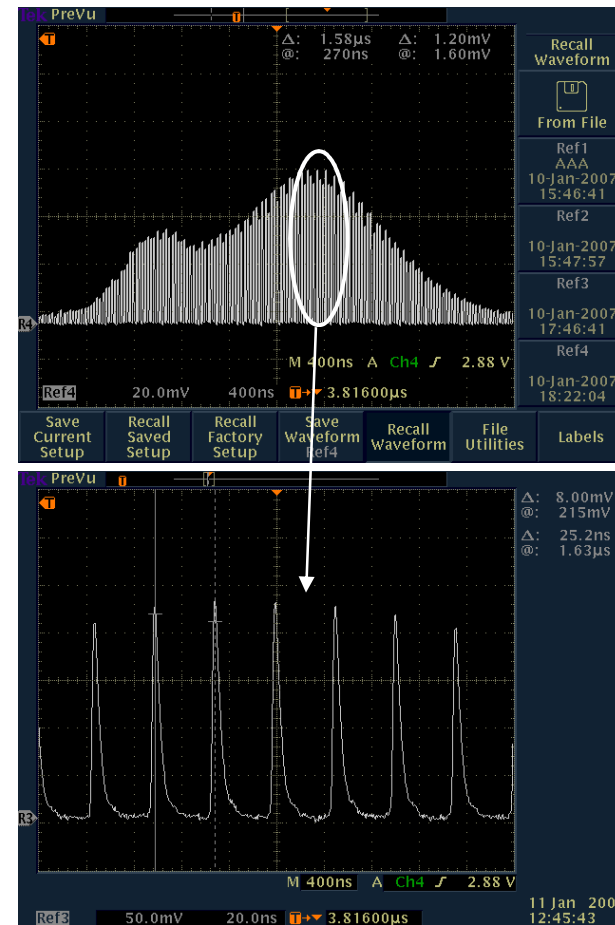 PreVu
T
T
Δ: 1.58μs Δ: 1.20mV
@: 270ns @: 1.60mV
Recall
Waveform
From File
Ref1
AAA
10-Jan-2007
15:46:41
Ref2
10-Jan-2007
15:47:57
Ref3
10-Jan-2007
17:46:41
Ref4
10-Jan-2007
18:22:04
R4
M 400ns A Ch4 ʃ 2.88 V
Ref4 20.0mV 400ns T→▼ 3.81600μs
Save
Current
Setup
Recall
Saved
Setup
Recall
Factory
Setup
Save
Waveform
Ref4
Recall
Waveform
File
Utilities
Labels
PreVu
T
T
Δ: 8.00mV
@: 215mV
Δ: 25.2ns
@: 1.63μs
R3
M 400ns A Ch4 ʃ 2.88 V
Ref3 50.0mV 20.0ns T→▼ 3.81600μs
11 Jan 200
12:45:43